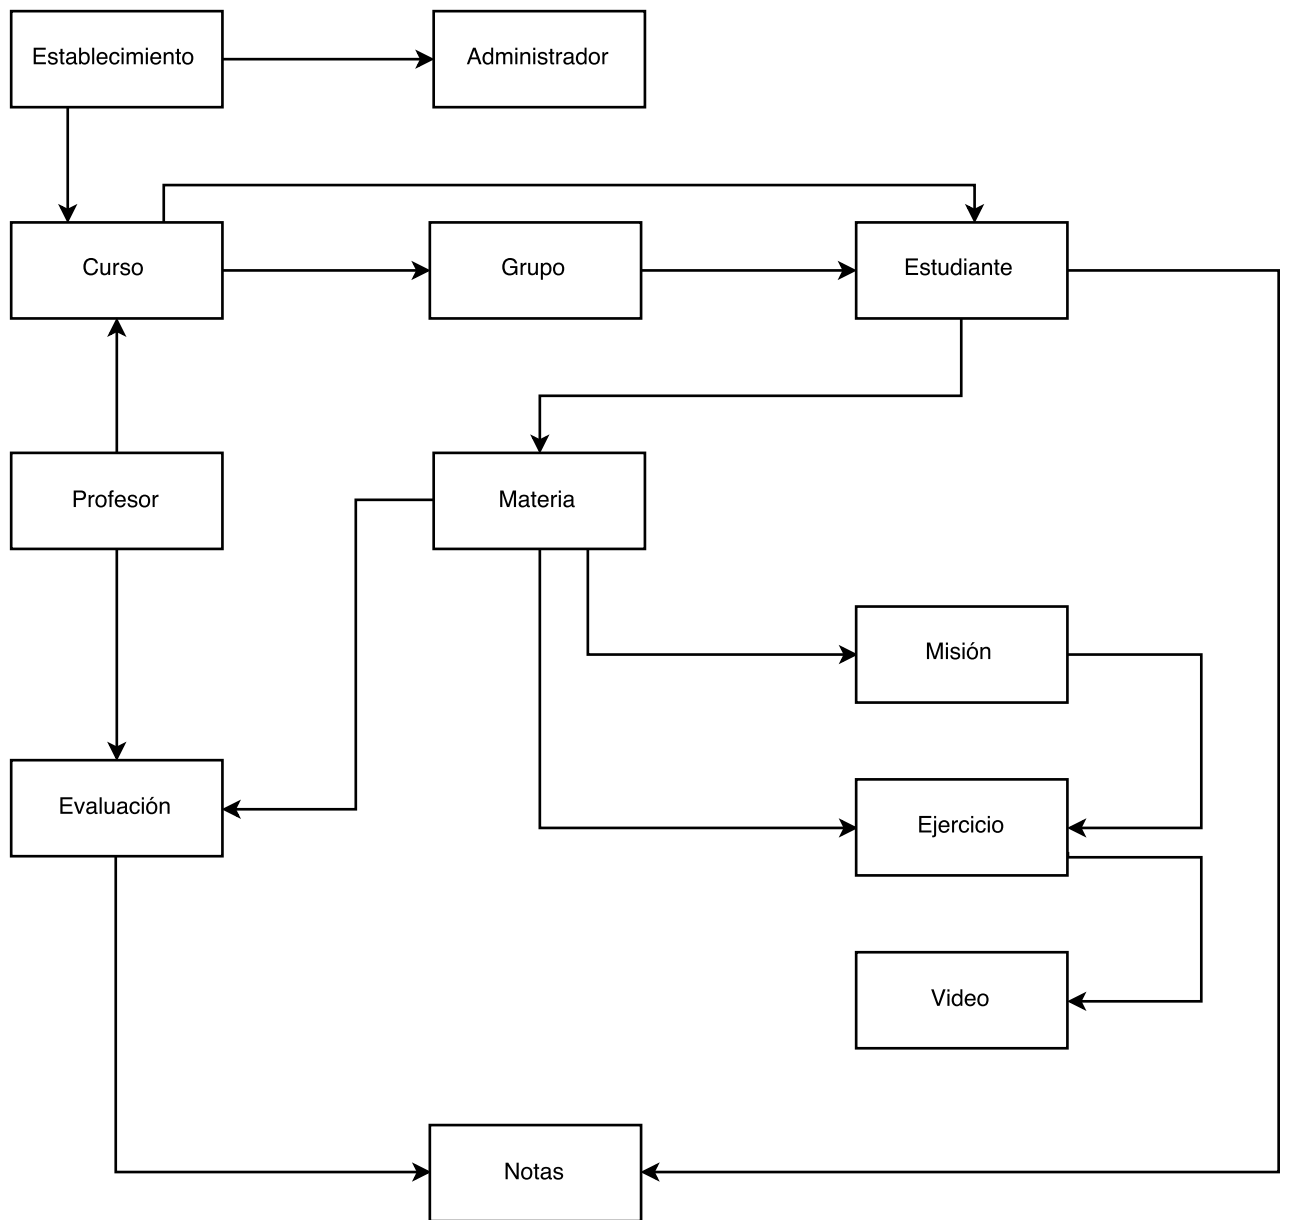 Establecimiento
Administrador
Curso
Grupo
Estudiante
Profesor
Materia
Misión
Evaluación
Ejercicio
Video
Notas